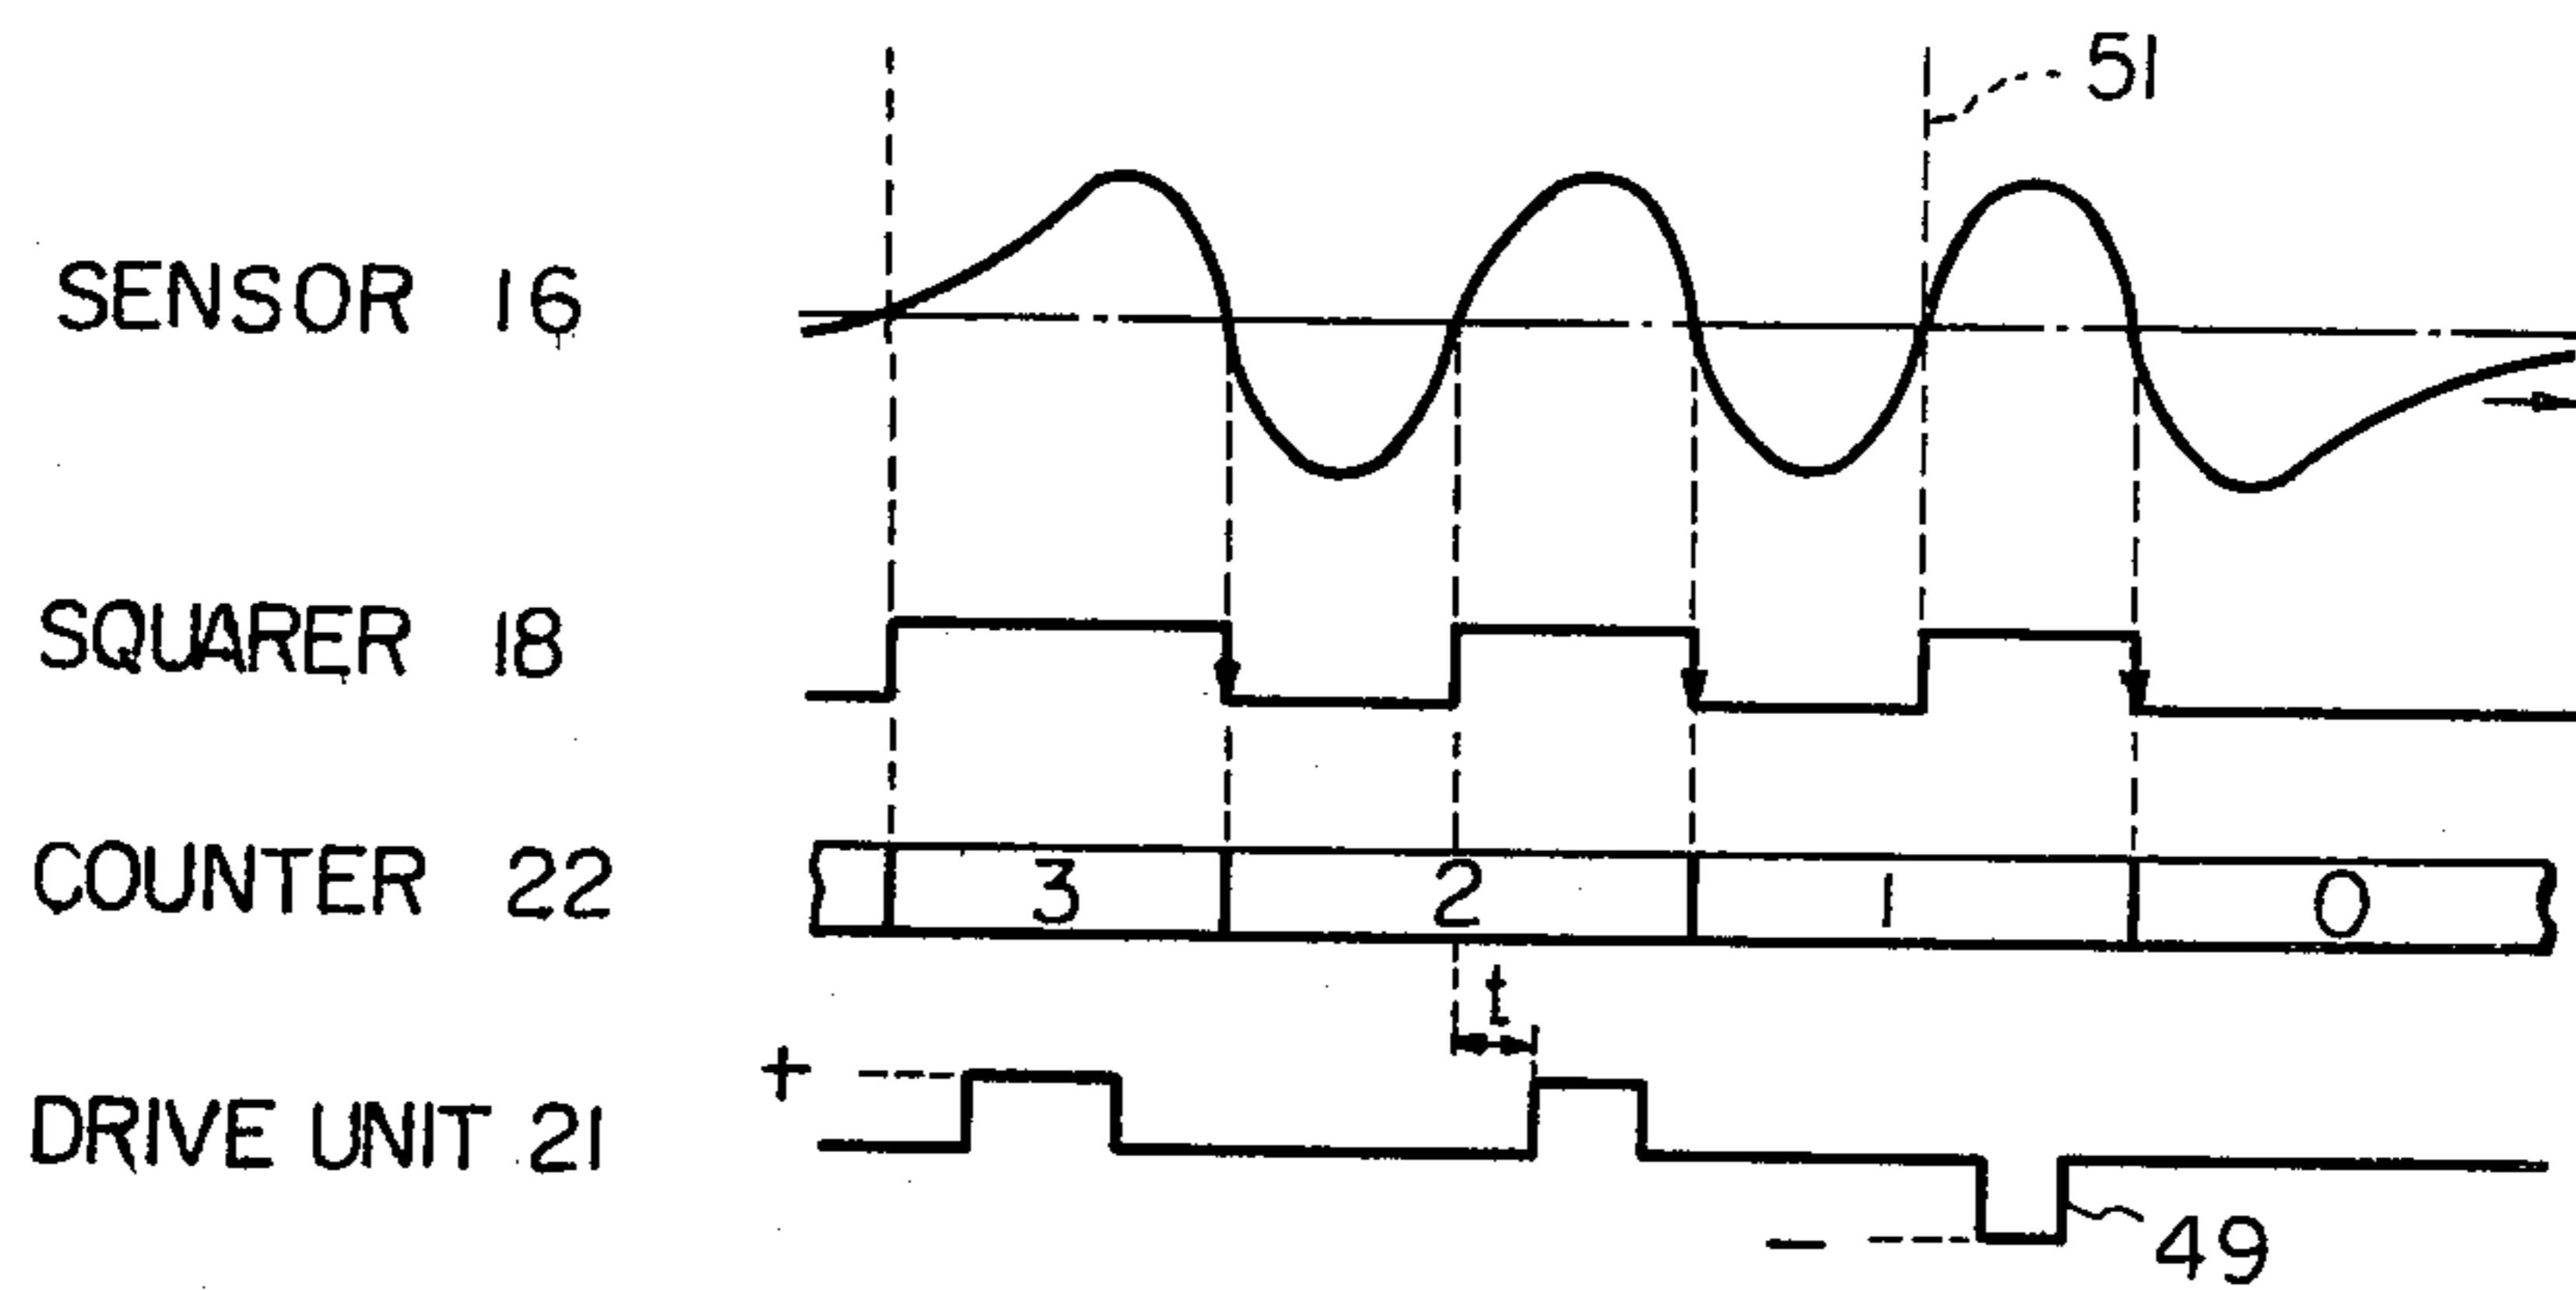 51
SENSOR 16
SQUARER 18
COUNTER 22
3 2 1 0
t
+
DRIVE UNIT 21
−
49